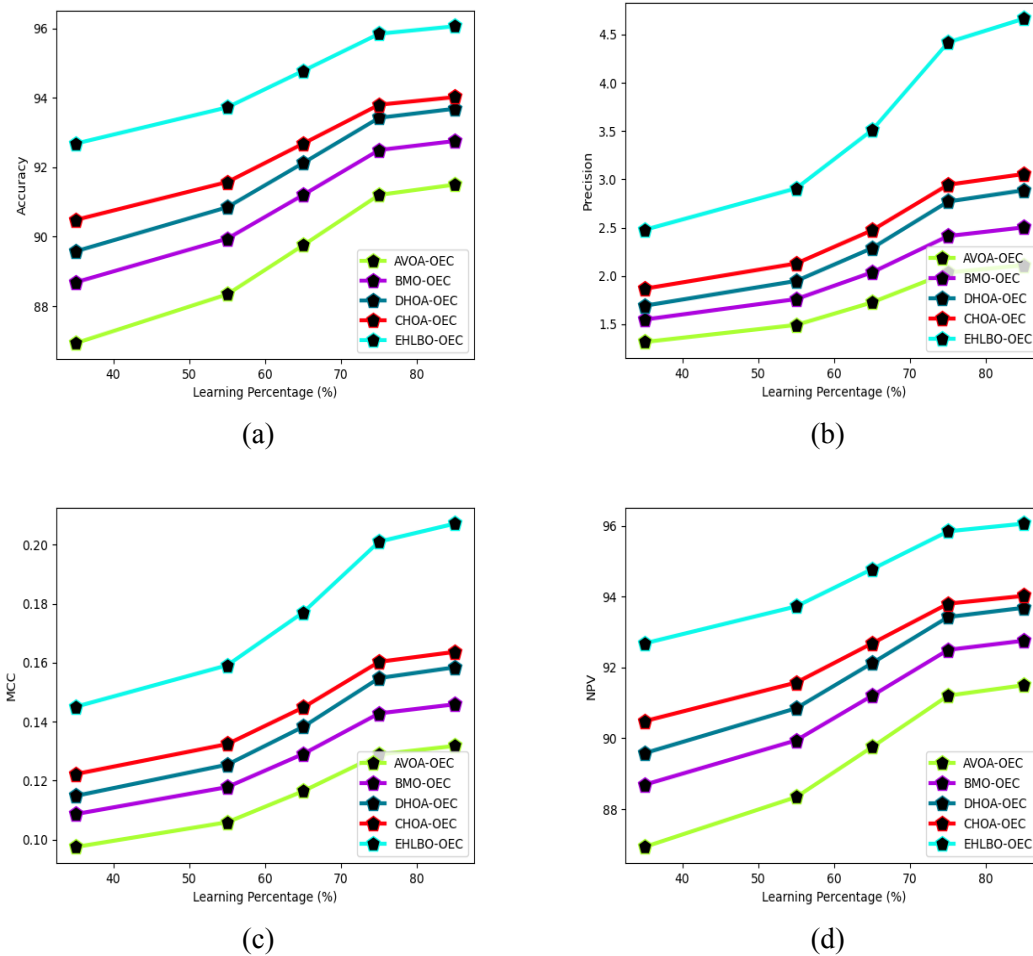 96
94
92
90
88
Accuracy
40 50 60 70 80
Learning Percentage (%)
AVOA-OEC
BMO-OEC
DHOA-OEC
CHOA-OEC
EHLBO-OEC
(a)
4.5
4.0
3.5
3.0
2.5
2.0
1.5
Precision
40 50 60 70 80
Learning Percentage (%)
AVOA-OEC
BMO-OEC
DHOA-OEC
CHOA-OEC
EHLBO-OEC
(b)
0.20
0.18
0.16
0.14
0.12
0.10
MCC
40 50 60 70 80
Learning Percentage (%)
AVOA-OEC
BMO-OEC
DHOA-OEC
CHOA-OEC
EHLBO-OEC
(c)
96
94
92
90
88
NPV
40 50 60 70 80
Learning Percentage (%)
AVOA-OEC
BMO-OEC
DHOA-OEC
CHOA-OEC
EHLBO-OEC
(d)